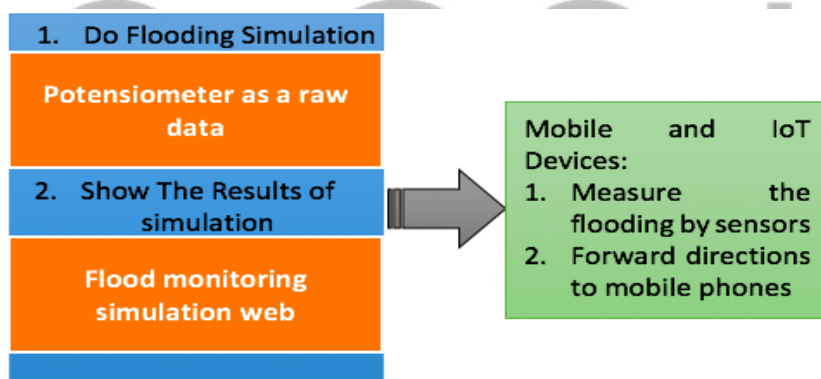 1. Do Flooding Simulation
Potensiometer as a raw
data
2. Show The Results of
simulation
Flood monitoring
simulation web
Mobile and IoT
Devices:
1. Measure the
flooding by sensors
2. Forward directions
to mobile phones